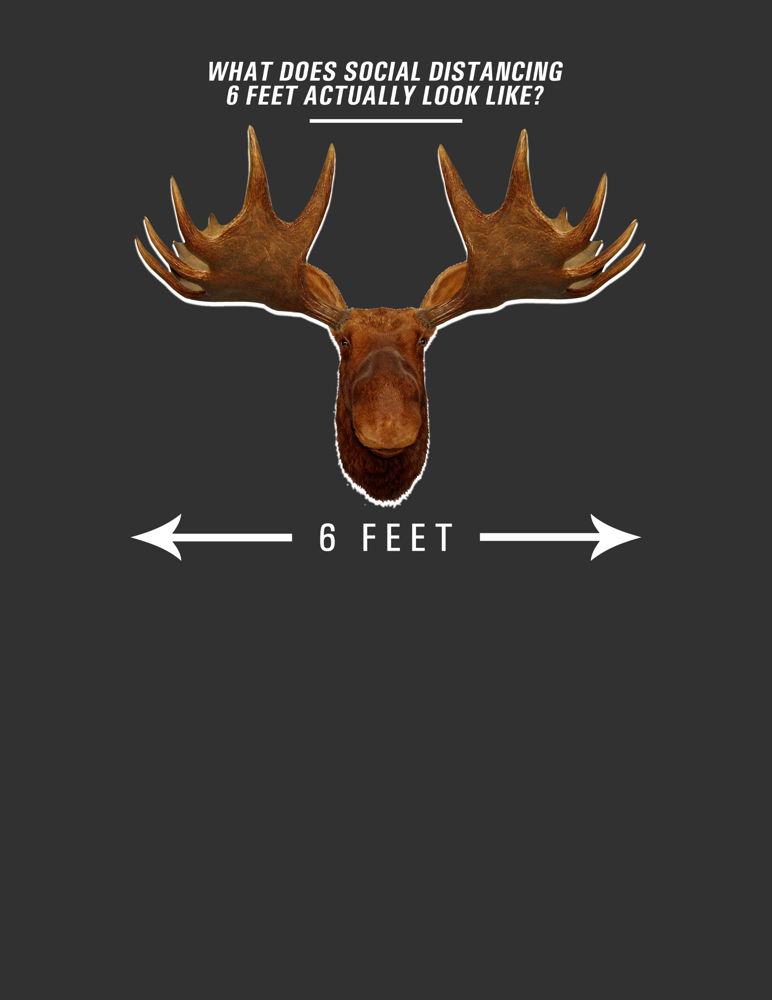 WHAT DOES SOCIAL DISTANCING
6 FEET ACTUALLY LOOK LIKE?
6 FEET